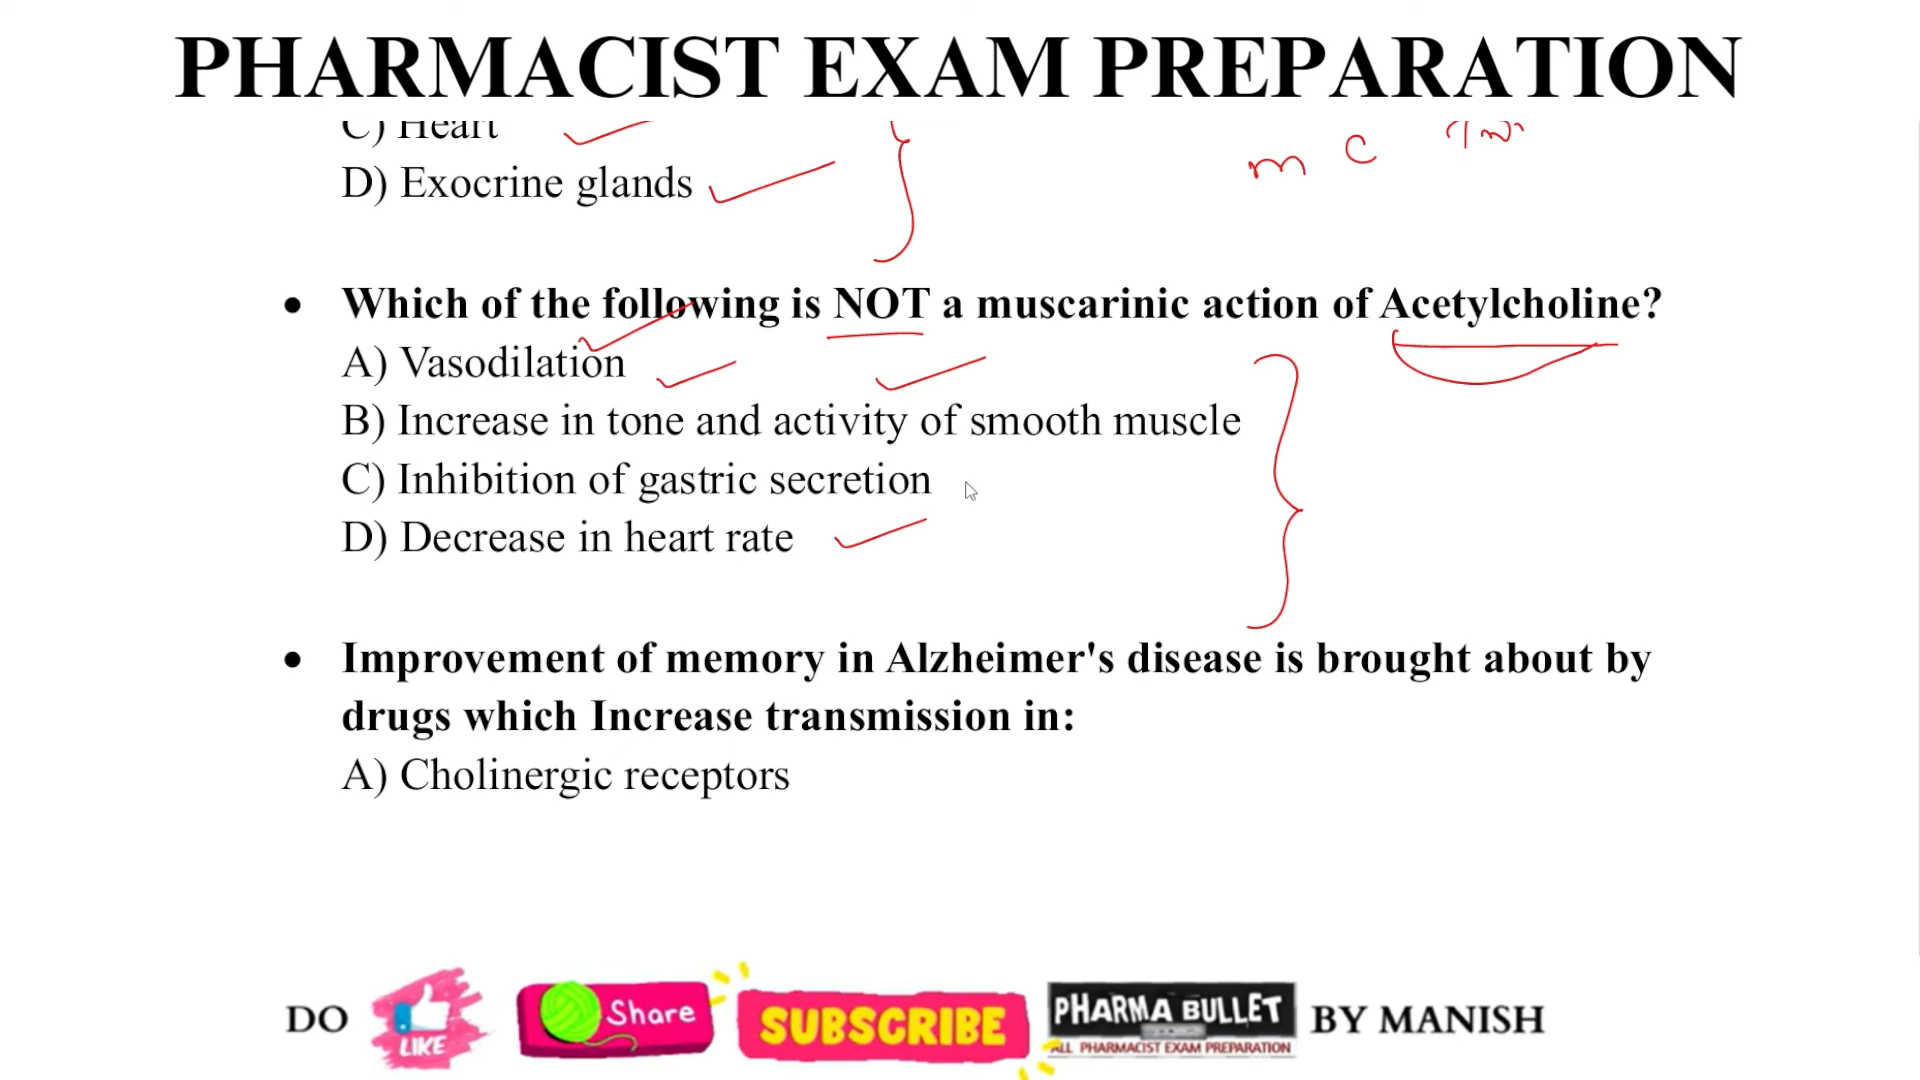 PHARMACIST EXAM PREPARATION
C) Heart
D) Exocrine glands
m c
• Which of the following is NOT a muscarinic action of Acetylcholine?
A) Vasodilation
B) Increase in tone and activity of smooth muscle
C) Inhibition of gastric secretion
D) Decrease in heart rate
• Improvement of memory in Alzheimer's disease is brought about by
drugs which Increase transmission in:
A) Cholinergic receptors
DO LIKE Share SUBSCRIBE PHARMA BULLET BY MANISH
ALL PHARMACIST EXAM PREPARATION